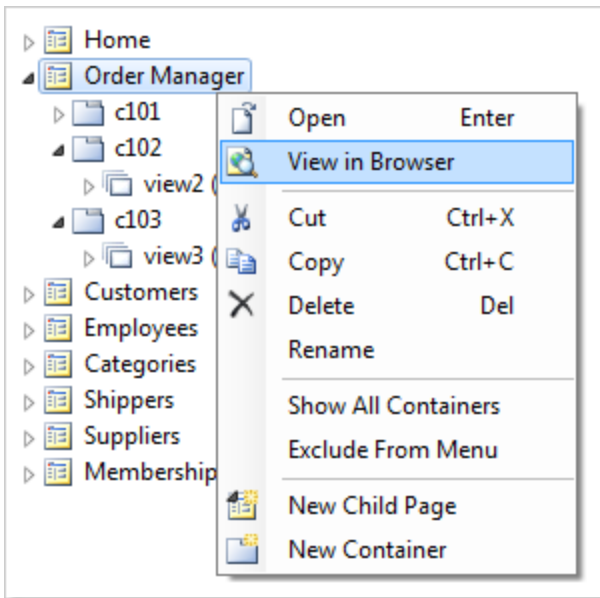 Home
Order Manager
c101
c102
view2 (
c103
view3 (
Customers
Employees
Categories
Shippers
Suppliers
Membership
Open Enter
View in Browser
Cut Ctrl+X
Copy Ctrl+C
Delete Del
Rename
Show All Containers
Exclude From Menu
New Child Page
New Container